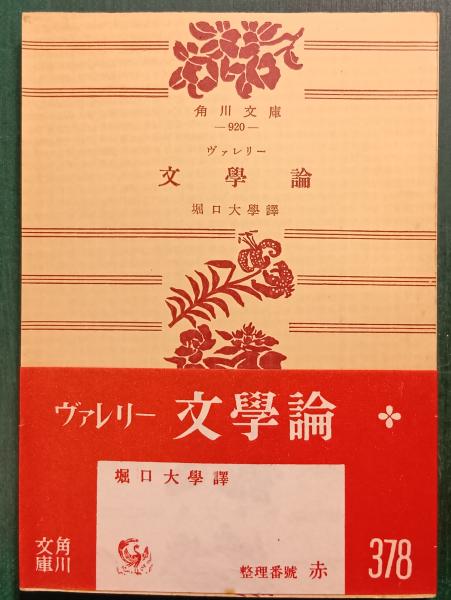 角川文庫
—920—
ヴァレリー
文學論
堀口大學譯
ヴァレリー 文學論
堀口大學譯
角川文庫
整理番號 赤
378